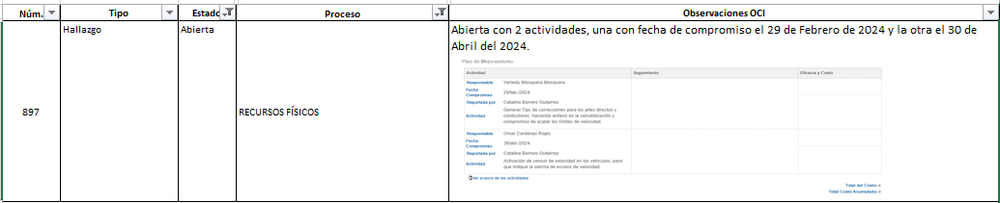 Núm. Tipo Estado Proceso Observaciones OCI
Hallazgo Abierta Abierta con 2 actividades, una con fecha de compromiso el 29 de Febrero de 2024 y la otra el 30 de
Abril del 2024.
Plan de Mejoramiento
Actividad Seguimiento Eficacia y Costo
Responsable Yameidy Mosquera Mosquera
Fecha
Compromiso 29/feb./2024
Reportada por Catalina Borrero Gutierrez
897 RECURSOS FÍSICOS
Actividad General Tipo de correcciones para los jefes directos y
conductores, haciendo enfasis en la sensibilización y
compromiso de acatar los límites de velocidad
Responsable Omar Cardenas Rojas
Fecha
Compromiso 30/abr./2024
Reportada por Catalina Borrero Gutierrez
Actividad Activación de sensor de velocidad en los vehículos, para
que indique la alarma de exceso de velocidad
Ver avance de las actividades
Total del Costo: 0
Total Costo Acumulado: 0